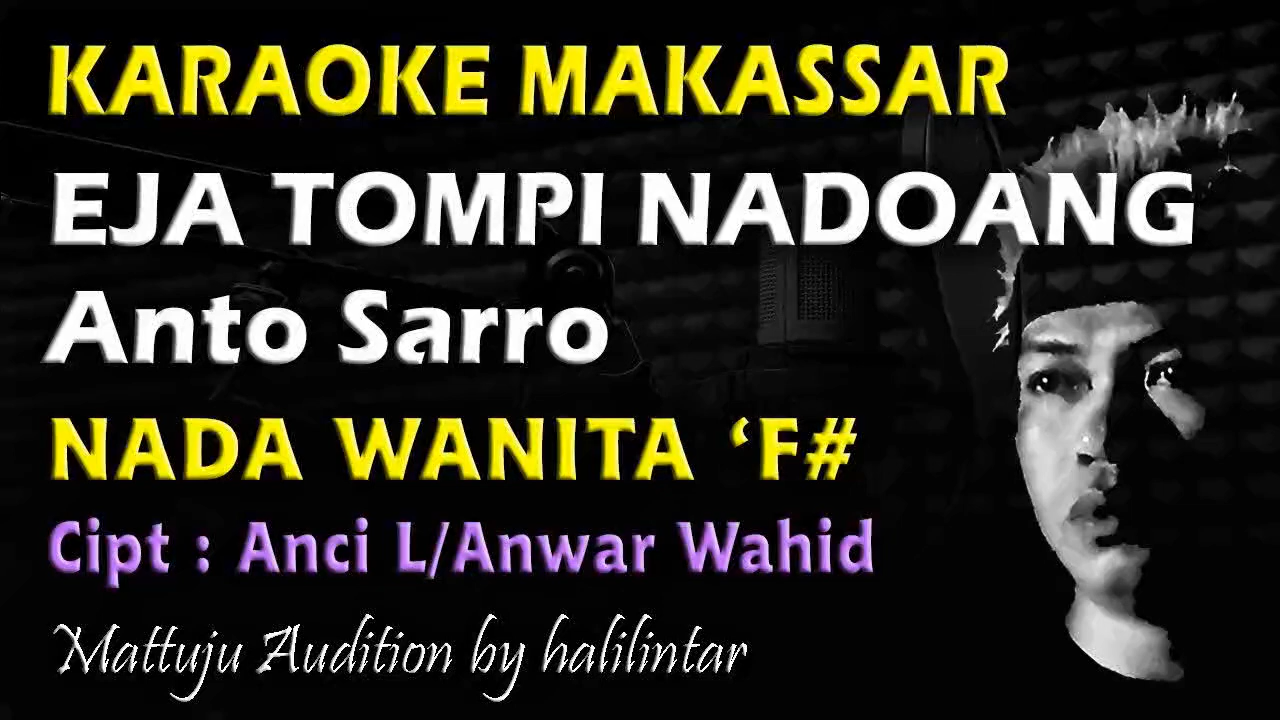 KARAOKE MAKASSAR
EJA TOMPI NADOANG
Anto Sarro
NADA WANITA ‘F#
Cipt : Anci L/Anwar Wahid
Mattuju Audition by halilintar